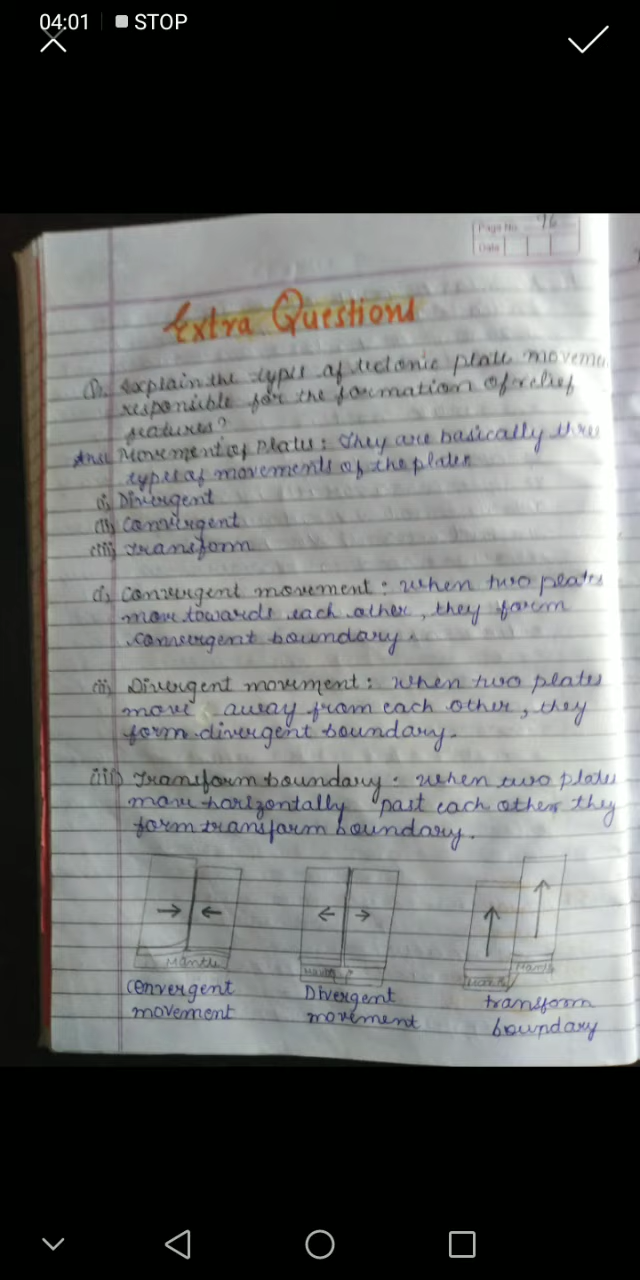 04:01 STOP
Page No. 96
Date
Extra Questions
Q. Explain the types of tectonic plate moveme
responsible for the formation of relief
features?
Ans: Movement of Plates: They are basically three
types of movements of the plates
(i) Divergent
(ii) Convergent
(iii) Transform
(i) Convergent movement: when two plates
move towards each other, they form
convergent boundary.
(ii) Divergent movement: when two plates
move away from each other, they
form divergent boundary.
(iii) Transform boundary: when two plates
move horizontally past each other they
form transform boundary.
Mantle Mantle Mantle Mantle
Convergent Divergent transform
movement movement boundary